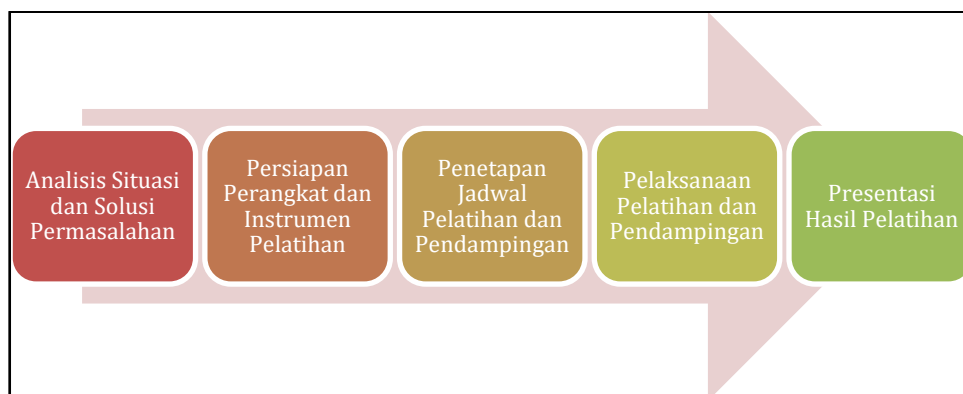 Analisis Situasi
dan Solusi
Permasalahan
Persiapan
Perangkat dan
Instrumen
Pelatihan
Penetapan
Jadwal
Pelatihan dan
Pendampingan
Pelaksanaan
Pelatihan dan
Pendampingan
Presentasi
Hasil Pelatihan